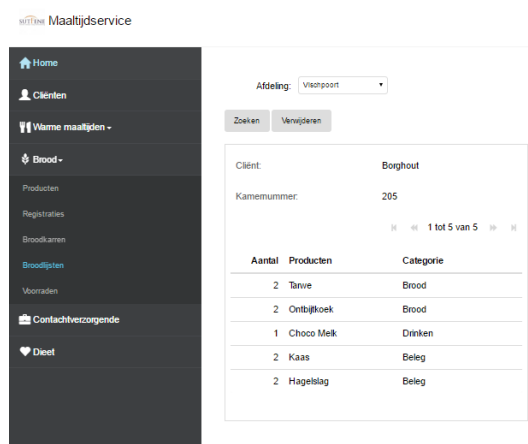 SUTFENE Maaltijdservice
Home
Cliënten
Warme maaltijden
Brood
Producten
Registraties
Broodkarren
Broodlijsten
Voorraden
Contactverzorgende
Dieet
Afdeling: Vischpoort
Zoeken Verwijderen
Cliënt: Borghout
Kamernummer: 205
1 tot 5 van 5
Aantal Producten Categorie
2 Tarwe Brood
2 Ontbijtkoek Brood
1 Choco Melk Drinken
2 Kaas Beleg
2 Hagelslag Beleg